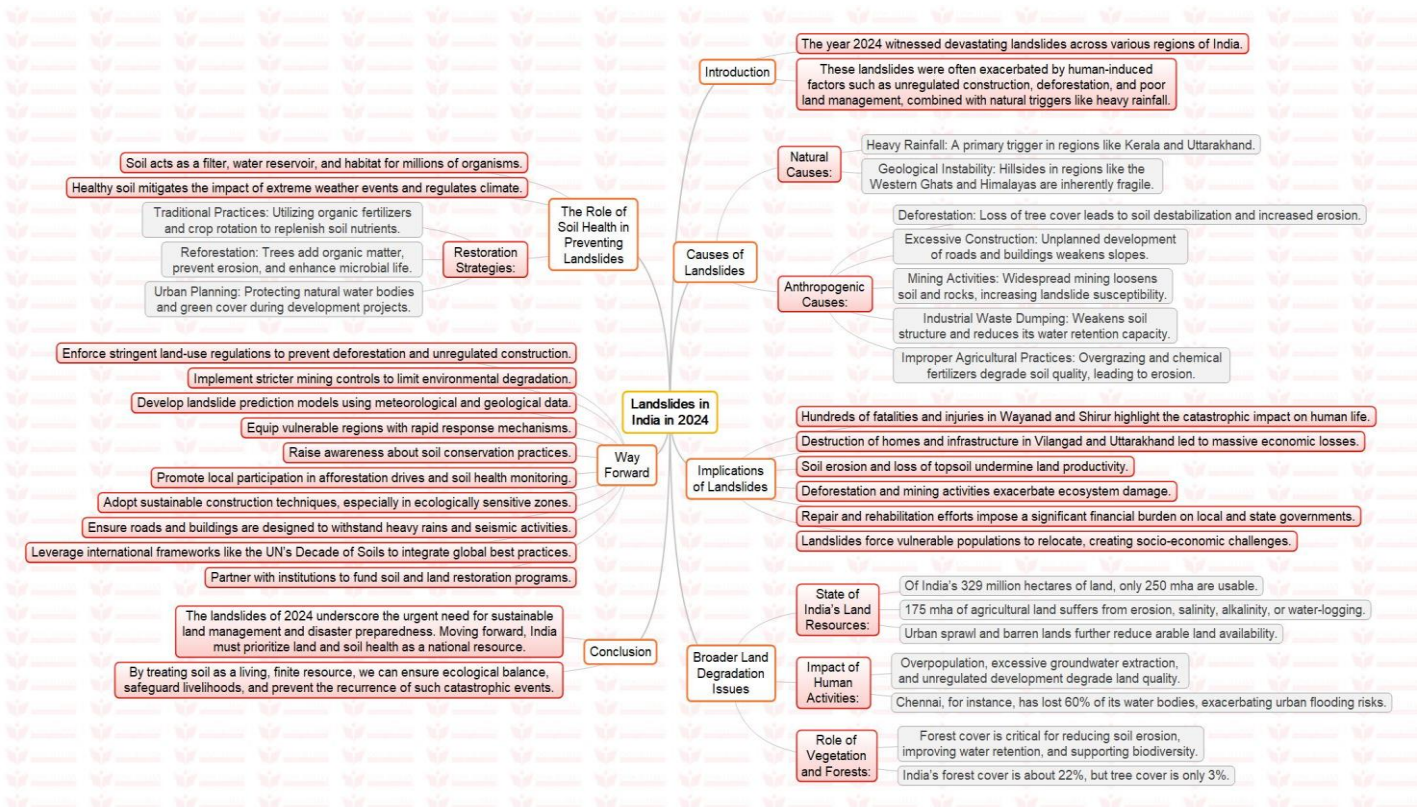 Landslides in
India in 2024
Introduction
The year 2024 witnessed devastating landslides across various regions of India.
These landslides were often exacerbated by human-induced
factors such as unregulated construction, deforestation, and poor
land management, combined with natural triggers like heavy rainfall.
Causes of
Landslides
Natural
Causes:
Heavy Rainfall: A primary trigger in regions like Kerala and Uttarakhand.
Geological Instability: Hillsides in regions like the
Western Ghats and Himalayas are inherently fragile.
Anthropogenic
Causes:
Deforestation: Loss of tree cover leads to soil destabilization and increased erosion.
Excessive Construction: Unplanned development
of roads and buildings weakens slopes.
Mining Activities: Widespread mining loosens
soil and rocks, increasing landslide susceptibility.
Industrial Waste Dumping: Weakens soil
structure and reduces its water retention capacity.
Improper Agricultural Practices: Overgrazing and chemical
fertilizers degrade soil quality, leading to erosion.
Implications
of Landslides
Hundreds of fatalities and injuries in Wayanad and Shirur highlight the catastrophic impact on human life.
Destruction of homes and infrastructure in Vilangad and Uttarakhand led to massive economic losses.
Soil erosion and loss of topsoil undermine land productivity.
Deforestation and mining activities exacerbate ecosystem damage.
Repair and rehabilitation efforts impose a significant financial burden on local and state governments.
Landslides force vulnerable populations to relocate, creating socio-economic challenges.
Broader Land
Degradation
Issues
State of
India's Land
Resources:
Of India's 329 million hectares of land, only 250 mha are usable.
175 mha of agricultural land suffers from erosion, salinity, alkalinity, or water-logging.
Urban sprawl and barren lands further reduce arable land availability.
Impact of
Human
Activities:
Overpopulation, excessive groundwater extraction,
and unregulated development degrade land quality.
Chennai, for instance, has lost 60% of its water bodies, exacerbating urban flooding risks.
Role of
Vegetation
and Forests:
Forest cover is critical for reducing soil erosion,
improving water retention, and supporting biodiversity.
India's forest cover is about 22%, but tree cover is only 3%.
The Role of
Soil Health in
Preventing
Landslides
Soil acts as a filter, water reservoir, and habitat for millions of organisms.
Healthy soil mitigates the impact of extreme weather events and regulates climate.
Restoration
Strategies:
Traditional Practices: Utilizing organic fertilizers
and crop rotation to replenish soil nutrients.
Reforestation: Trees add organic matter,
prevent erosion, and enhance microbial life.
Urban Planning: Protecting natural water bodies
and green cover during development projects.
Way
Forward
Enforce stringent land-use regulations to prevent deforestation and unregulated construction.
Implement stricter mining controls to limit environmental degradation.
Develop landslide prediction models using meteorological and geological data.
Equip vulnerable regions with rapid response mechanisms.
Raise awareness about soil conservation practices.
Promote local participation in afforestation drives and soil health monitoring.
Adopt sustainable construction techniques, especially in ecologically sensitive zones.
Ensure roads and buildings are designed to withstand heavy rains and seismic activities.
Leverage international frameworks like the UN's Decade of Soils to integrate global best practices.
Partner with institutions to fund soil and land restoration programs.
Conclusion
The landslides of 2024 underscore the urgent need for sustainable
land management and disaster preparedness. Moving forward, India
must prioritize land and soil health as a national resource.
By treating soil as a living, finite resource, we can ensure ecological balance,
safeguard livelihoods, and prevent the recurrence of such catastrophic events.